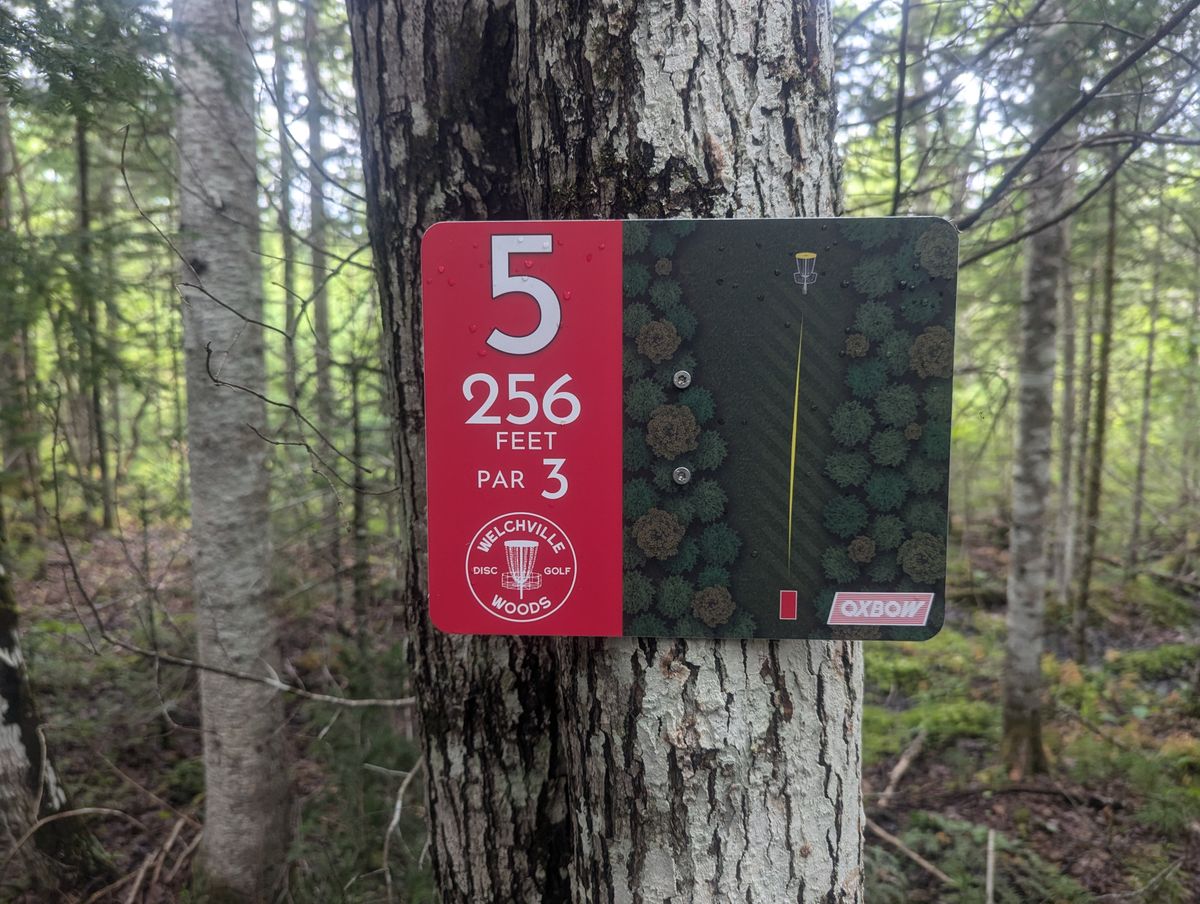 5
256
FEET
PAR 3
WELCHVILLE
DISC GOLF
WOODS
OXBOW